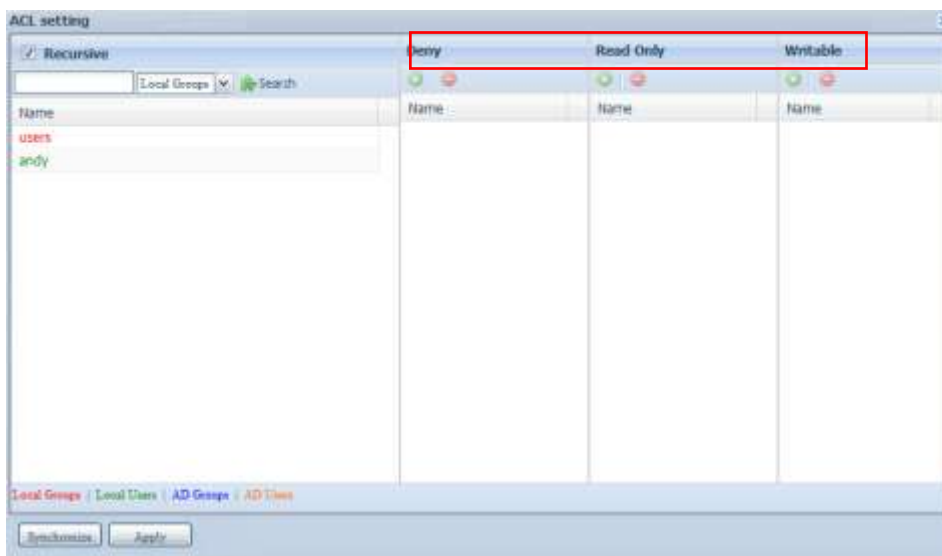 ACL setting
Recursive
Deny
Read Only
Writable
Local Groups
Search
Name
Name
Name
Name
users
andy
Local Groups | Local Users | AD Groups | AD Users
Synchronize
Apply